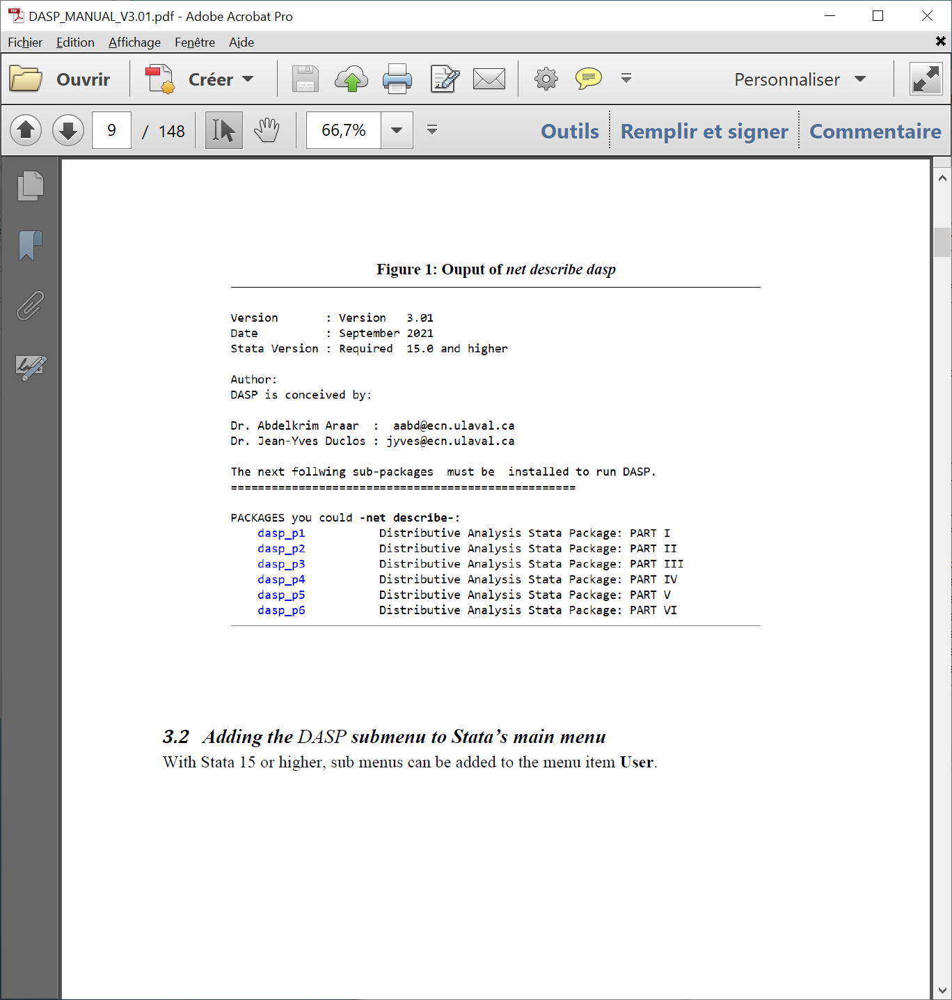 DASP_MANUAL_V3.01.pdf - Adobe Acrobat Pro
Fichier Edition Affichage Fenêtre Aide
Ouvrir Créer Personnaliser
9 / 148 66,7% Outils Remplir et signer Commentaire
Figure 1: Ouput of net describe dasp
Version : Version 3.01
Date : September 2021
Stata Version : Required 15.0 and higher
Author:
DASP is conceived by:
Dr. Abdelkrim Araar : aabd@ecn.ulaval.ca
Dr. Jean-Yves Duclos : jyves@ecn.ulaval.ca
The next follwing sub-packages must be installed to run DASP.
===================================================
PACKAGES you could -net describe-:
dasp_p1 Distributive Analysis Stata Package: PART I
dasp_p2 Distributive Analysis Stata Package: PART II
dasp_p3 Distributive Analysis Stata Package: PART III
dasp_p4 Distributive Analysis Stata Package: PART IV
dasp_p5 Distributive Analysis Stata Package: PART V
dasp_p6 Distributive Analysis Stata Package: PART VI
3.2 Adding the DASP submenu to Stata’s main menu
With Stata 15 or higher, sub menus can be added to the menu item User.